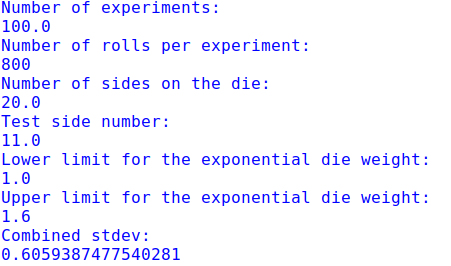 Number of experiments:
100.0
Number of rolls per experiment:
800
Number of sides on the die:
20.0
Test side number:
11.0
Lower limit for the exponential die weight:
1.0
Upper limit for the exponential die weight:
1.6
Combined stdev:
0.6059387477540281